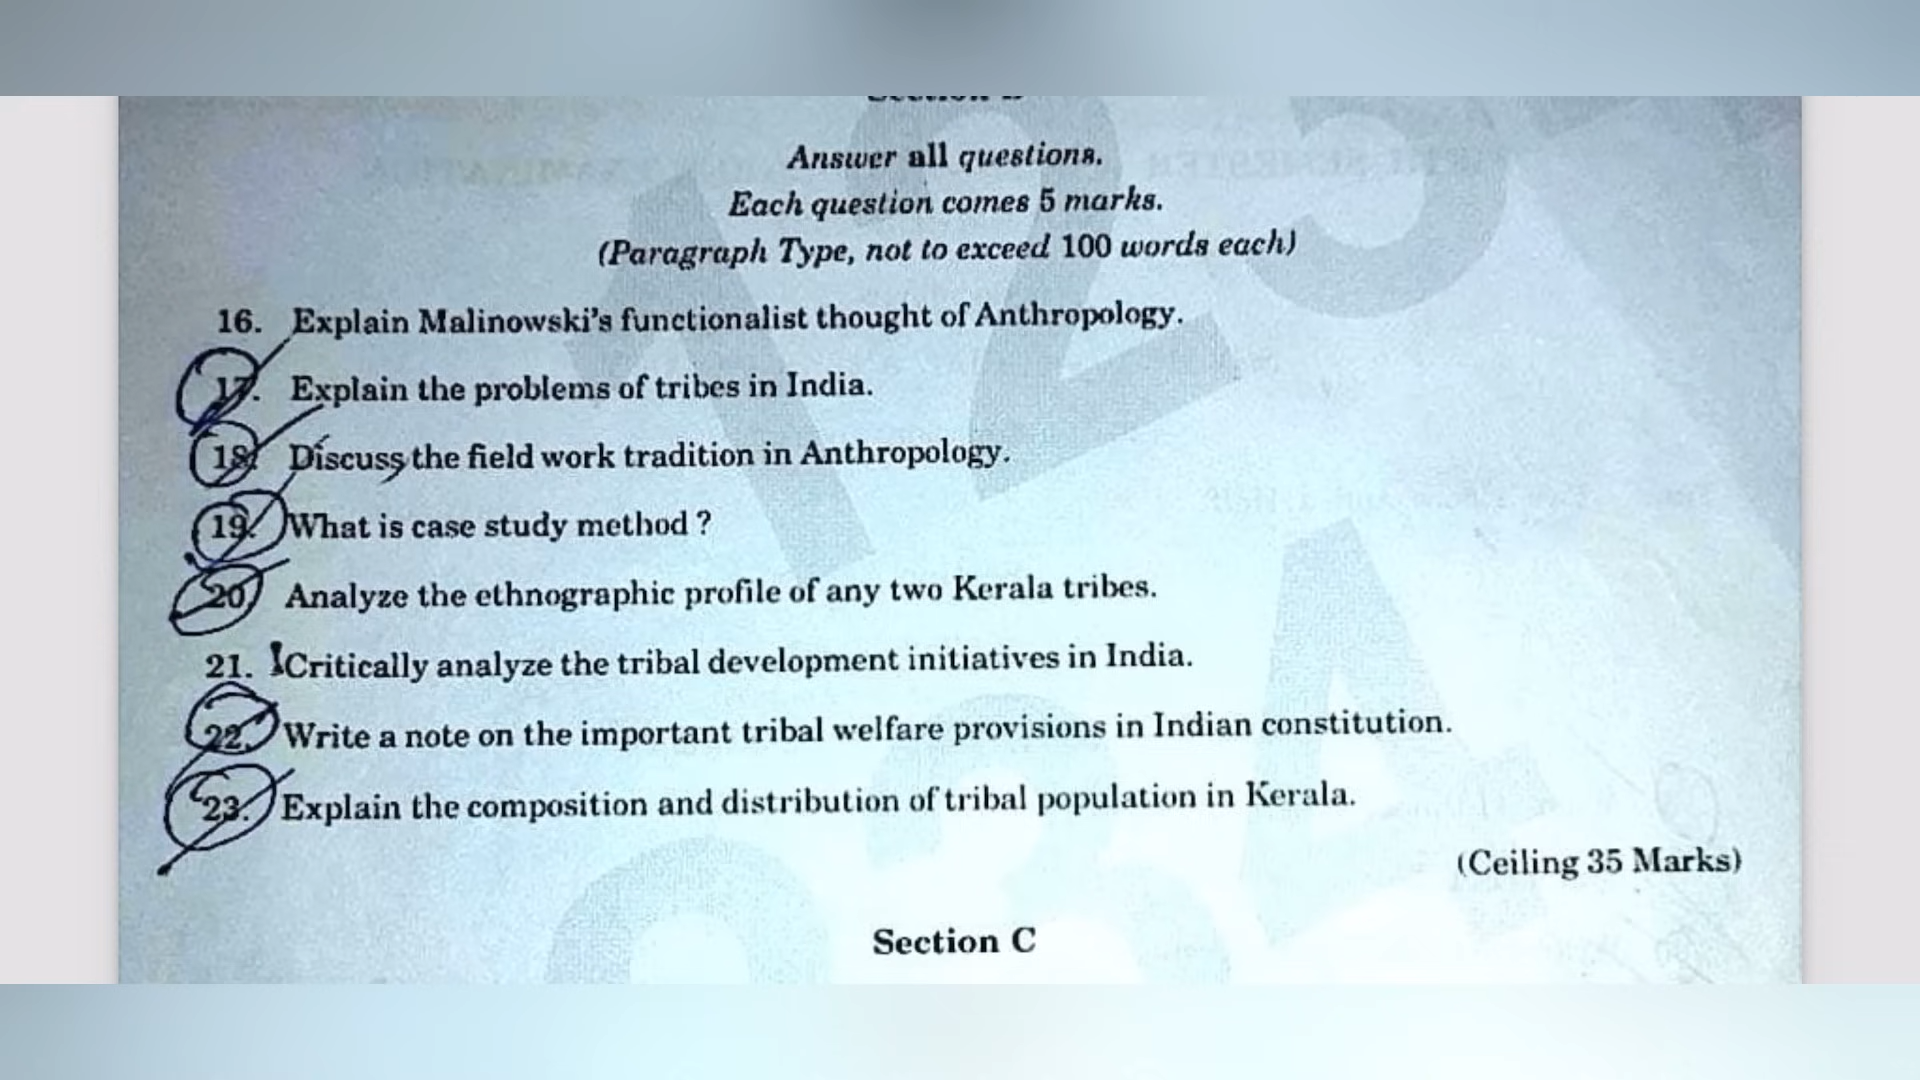 Answer all questions.
Each question comes 5 marks.
(Paragraph Type, not to exceed 100 words each)
16. Explain Malinowski's functionalist thought of Anthropology.
17. Explain the problems of tribes in India.
18. Discuss the field work tradition in Anthropology.
19. What is case study method ?
20. Analyze the ethnographic profile of any two Kerala tribes.
21. Critically analyze the tribal development initiatives in India.
22. Write a note on the important tribal welfare provisions in Indian constitution.
23. Explain the composition and distribution of tribal population in Kerala.
(Ceiling 35 Marks)
Section C